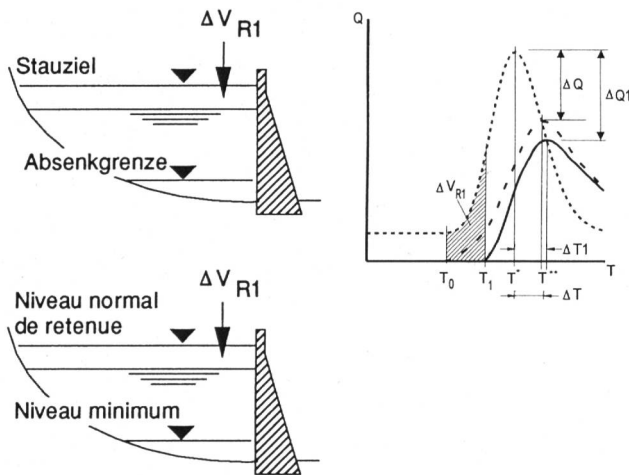 ΔV R1
Stauziel
Absenkgrenze
ΔV R1
Niveau normal
de retenue
Niveau minimum
Q
ΔQ
ΔQ1
ΔV R1
ΔT1
T₀ T₁ T* T** T
ΔT